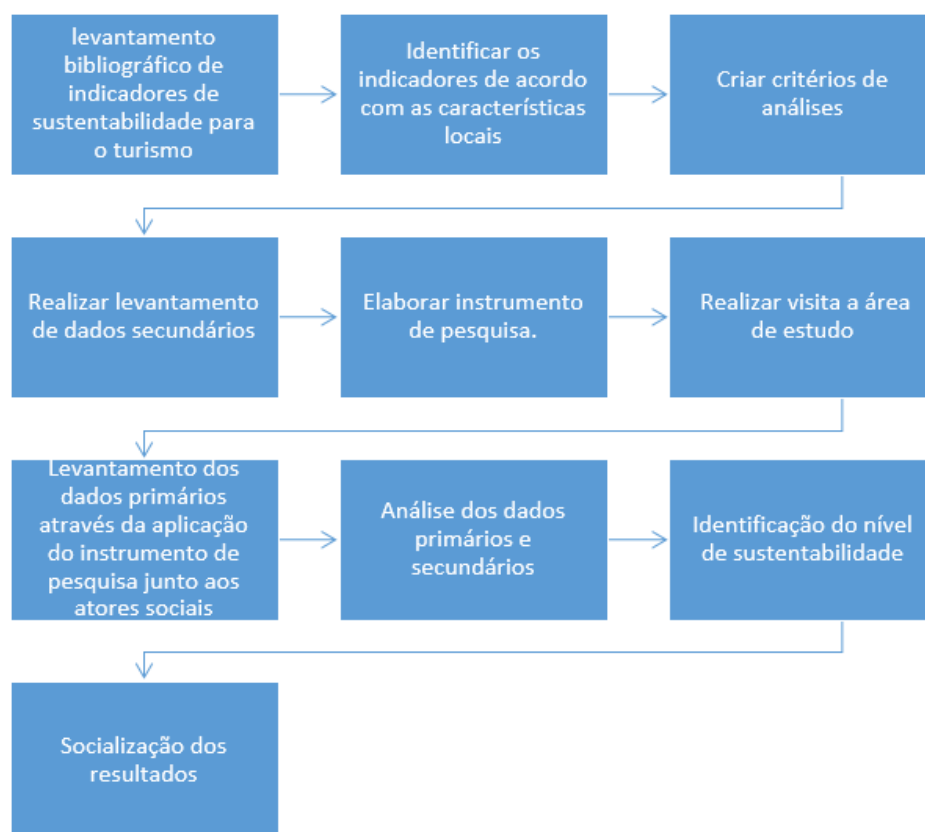 levantamento
bibliográfico de
indicadores de
sustentabilidade para
o turismo
Identificar os
indicadores de acordo
com as características
locais
Criar critérios de
análises
Realizar levantamento
de dados secundários
Elaborar instrumento
de pesquisa.
Realizar visita a área
de estudo
Levantamento dos
dados primários
através da aplicação
do instrumento de
pesquisa junto aos
atores sociais
Análise dos dados
primários e
secundários
Identificação do nível
de sustentabilidade
Socialização dos
resultados